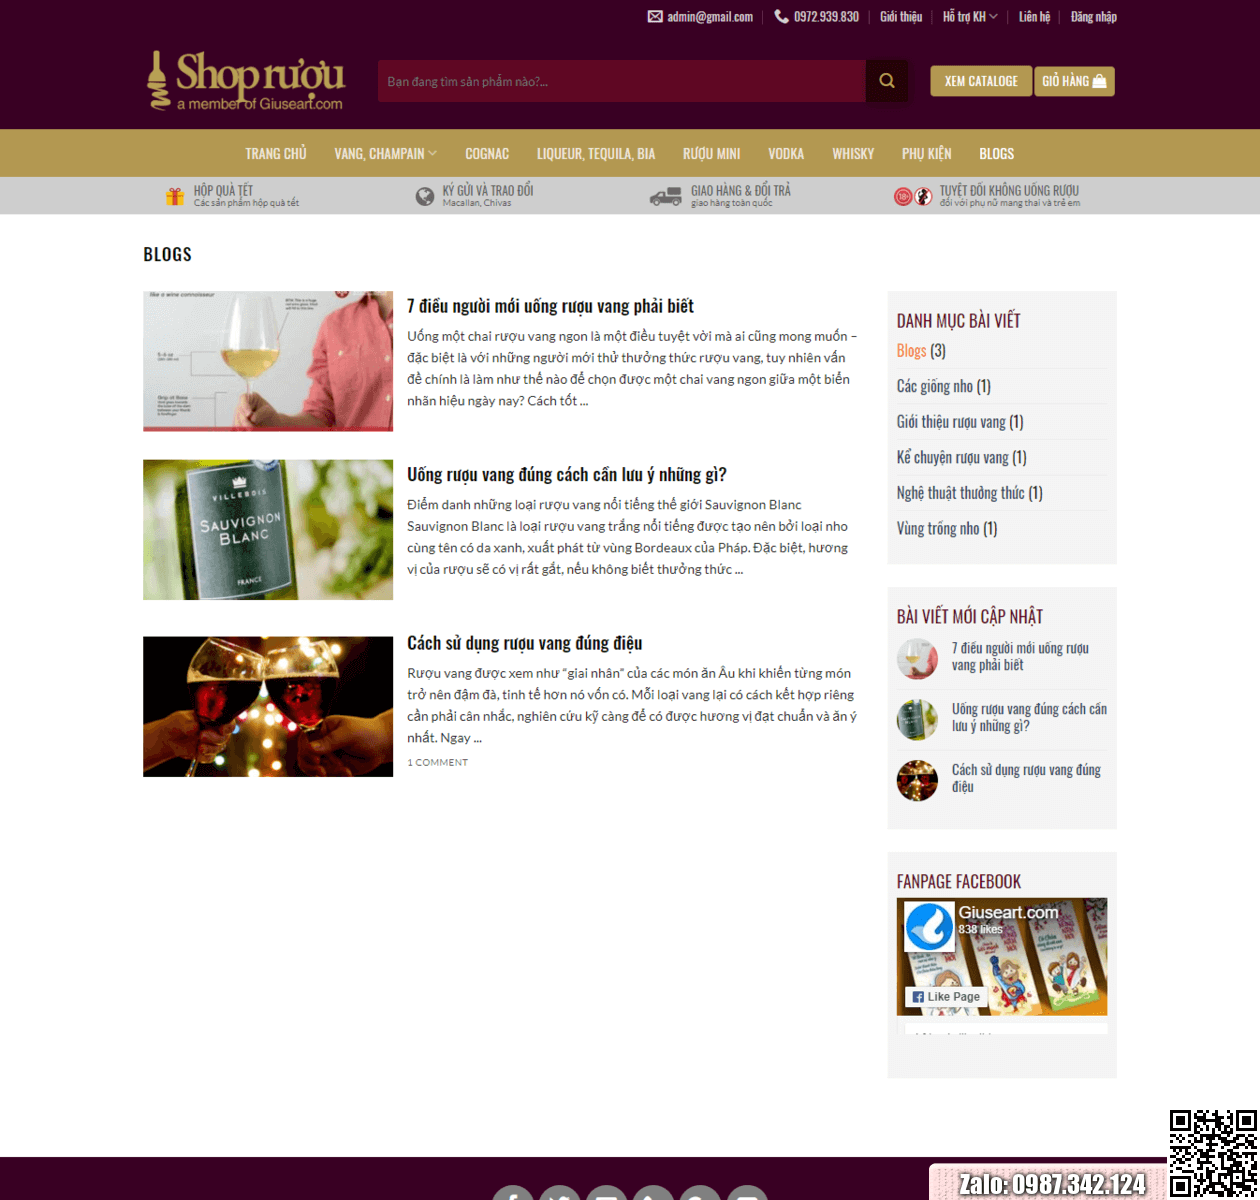 admin@gmail.com
0972.939.830
Giới thiệu
Hỗ trợ KH
Liên hệ
Đăng nhập
Shop rượu
a member of Giuseart.com
Bạn đang tìm sản phẩm nào?...
XEM CATALOGE
GIỎ HÀNG
TRANG CHỦ
VANG, CHAMPAIN
COGNAC
LIQUEUR, TEQUILA, BIA
RƯỢU MINI
VODKA
WHISKY
PHỤ KIỆN
BLOGS
HỘP QUÀ TẾT
Các sản phẩm hộp quà tết
KÝ GỬI VÀ TRAO ĐỔI
Macallan, Chivas
GIAO HÀNG & ĐỔI TRẢ
giao hàng toàn quốc
18+
TUYỆT ĐỐI KHÔNG UỐNG RƯỢU
đối với phụ nữ mang thai và trẻ em
BLOGS
like a wine connoisseur
7 điều người mới uống rượu vang phải biết
Uống một chai rượu vang ngon là một điều tuyệt vời mà ai cũng mong muốn –
đặc biệt là với những người mới thử thưởng thức rượu vang, tuy nhiên vấn
đề chính là làm như thế nào để chọn được một chai vang ngon giữa một biển
nhãn hiệu ngày nay? Cách tốt ...
VILLEBOIS
SAUVIGNON
BLANC
FRANCE
Uống rượu vang đúng cách cần lưu ý những gì?
Điểm danh những loại rượu vang nổi tiếng thế giới Sauvignon Blanc
Sauvignon Blanc là loại rượu vang trắng nổi tiếng được tạo nên bởi loại nho
cùng tên có da xanh, xuất phát từ vùng Bordeaux của Pháp. Đặc biệt, hương
vị của rượu sẽ có vị rất gắt, nếu không biết thưởng thức ...
Cách sử dụng rượu vang đúng điệu
Rượu vang được xem như “giai nhân” của các món ăn Âu khi khiến từng món
trở nên đậm đà, tinh tế hơn nó vốn có. Mỗi loại vang lại có cách kết hợp riêng
cần phải cân nhắc, nghiên cứu kỹ càng để có được hương vị đạt chuẩn và ăn ý
nhất. Ngay ...
1 COMMENT
DANH MỤC BÀI VIẾT
Blogs (3)
Các giống nho (1)
Giới thiệu rượu vang (1)
Kể chuyện rượu vang (1)
Nghệ thuật thưởng thức (1)
Vùng trồng nho (1)
BÀI VIẾT MỚI CẬP NHẬT
7 điều người mới uống rượu
vang phải biết
Uống rượu vang đúng cách cần
lưu ý những gì?
Cách sử dụng rượu vang đúng
điệu
FANPAGE FACEBOOK
Giuseart.com
838 likes
Like Page
Zalo: 0987.342.124